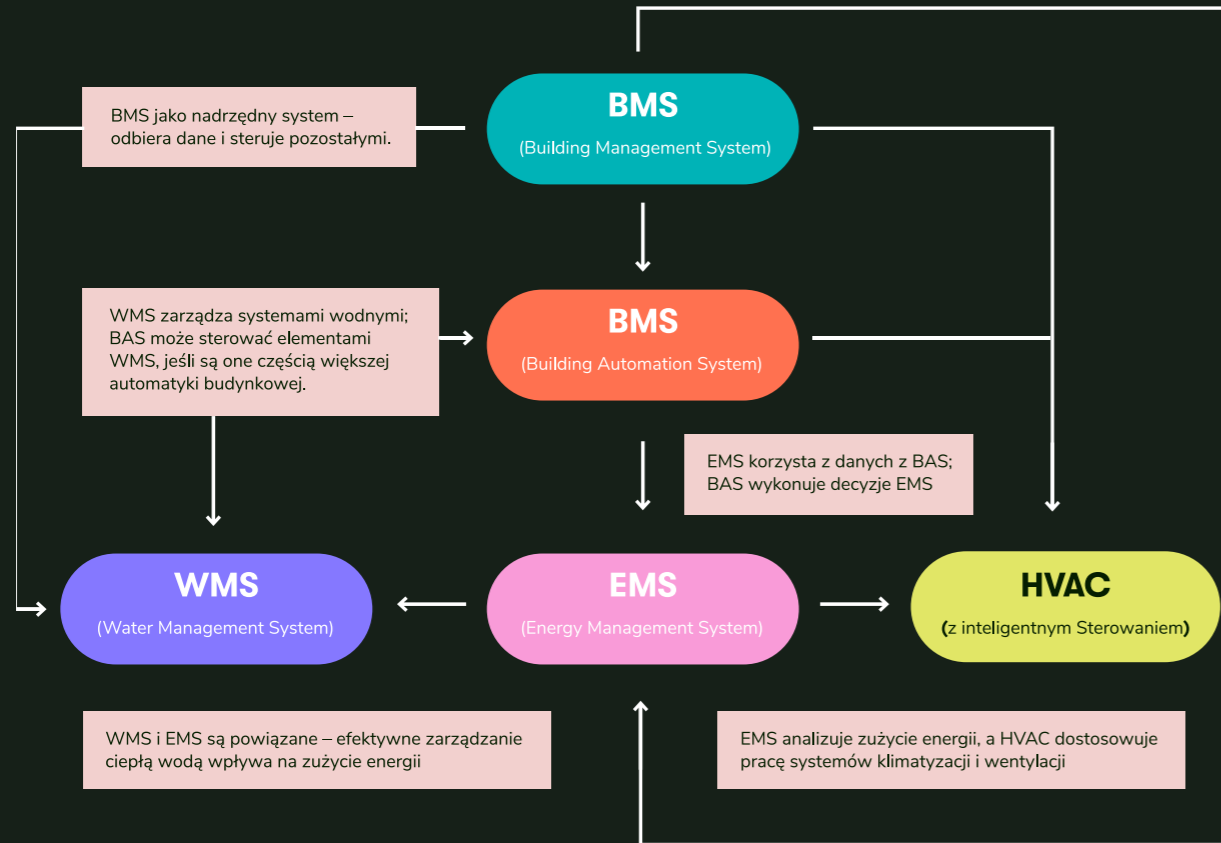 BMS
(Building Management System)
BMS jako nadrzędny system –
odbiera dane i steruje pozostałymi.
WMS zarządza systemami wodnymi;
BAS może sterować elementami
WMS, jeśli są one częścią większej
automatyki budynkowej.
BMS
(Building Automation System)
EMS korzysta z danych z BAS;
BAS wykonuje decyzje EMS
WMS
(Water Management System)
EMS
(Energy Management System)
HVAC
(z inteligentnym Sterowaniem)
WMS i EMS są powiązane – efektywne zarządzanie
ciepłą wodą wpływa na zużycie energii
EMS analizuje zużycie energii, a HVAC dostosowuje
pracę systemów klimatyzacji i wentylacji